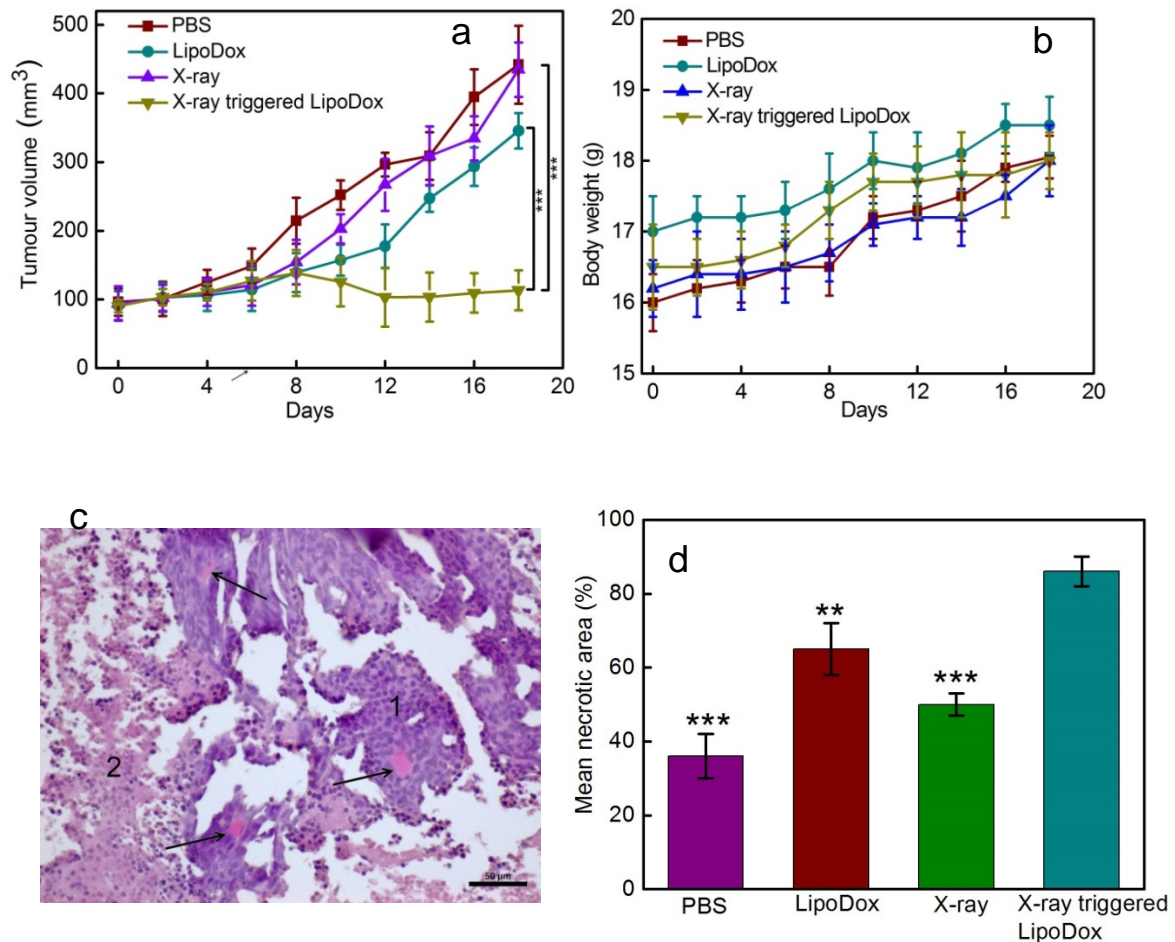 a
PBS
LipoDox
X-ray
X-ray triggered LipoDox
***
***
Tumour volume (mm³)
500
400
300
200
100
0
0 4 8 12 16 20
Days
b
PBS
LipoDox
X-ray
X-ray triggered LipoDox
Body weight (g)
20
19
18
17
16
15
0 4 8 12 16 20
Days
c
1
2
50 µm
d
Mean necrotic area (%)
100
80
60
40
20
0
***
**
***
PBS LipoDox X-ray X-ray triggered
LipoDox